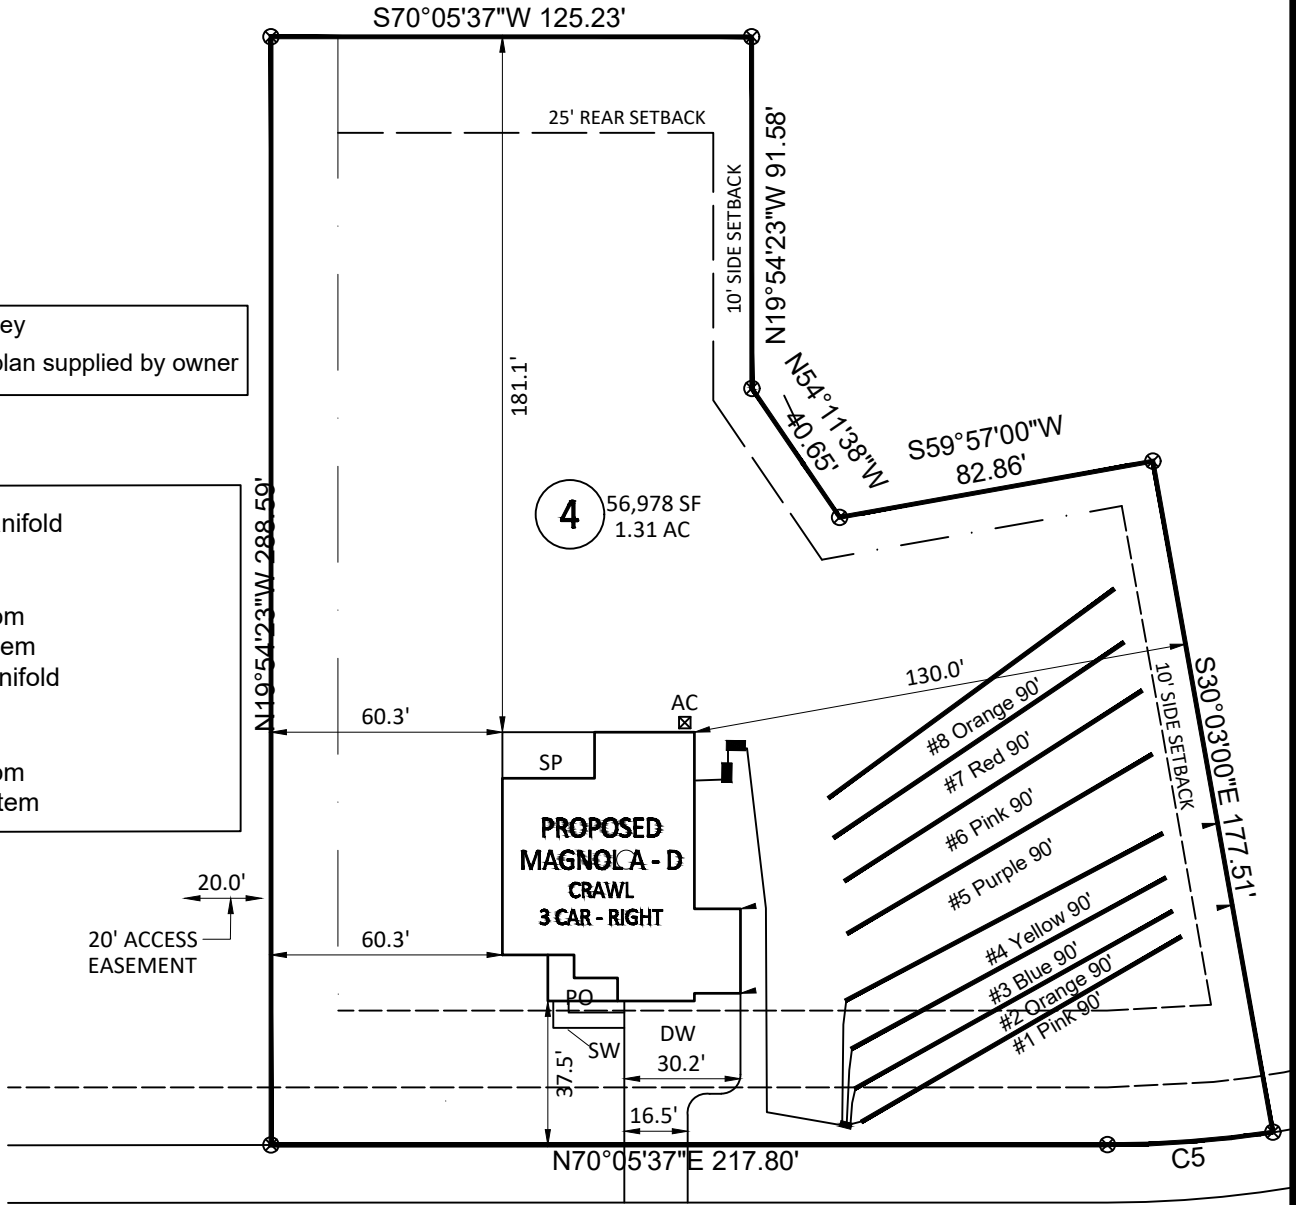 S70°05'37"W 125.23'
25' REAR SETBACK
10' SIDE SETBACK
N19°54'23"W 91.58'
ey
plan supplied by owner
181.1'
N54°11'38"W
40.65'
S59°57'00"W
82.86'
4
56,978 SF
1.31 AC
N19°54'23"W 288.59'
nifold
om
em
nifold
om
tem
130.0'
10' SIDE SETBACK
S30°03'00"E 177.51'
AC
60.3'
SP
#8 Orange 90'
#7 Red 90'
#6 Pink 90'
#5 Purple 90'
#4 Yellow 90'
#3 Blue 90'
#2 Orange 90'
#1 Pink 90'
PROPOSED
MAGNOL A - D
CRAWL
3 CAR - RIGHT
20.0'
20' ACCESS
EASEMENT
60.3'
PO
SW
DW
30.2'
37.5'
16.5'
N70°05'37"E 217.80'
C5